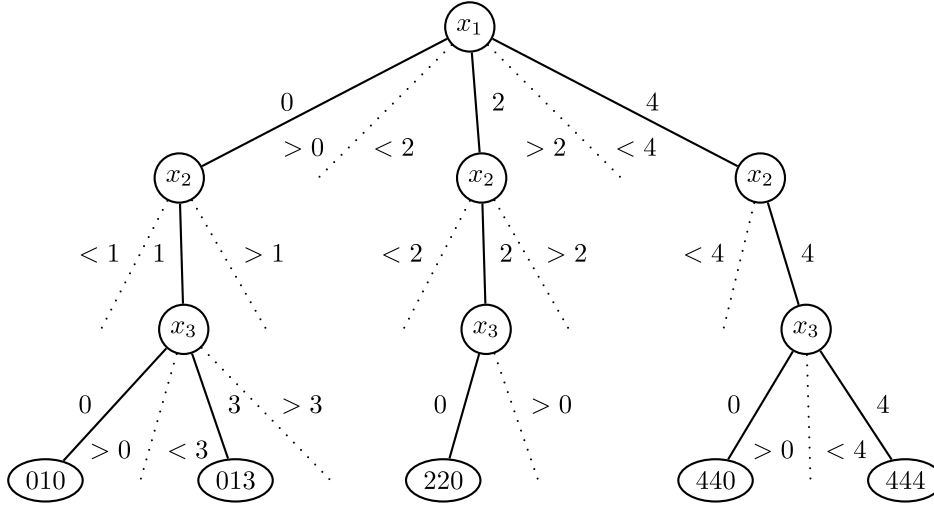 x₁
0 2 4
> 0 < 2 > 2 < 4
x₂ x₂ x₂
< 1 1 > 1 < 2 2 > 2 < 4 4
x₃ x₃ x₃
0 3 > 3 0 > 0 0 4
> 0 < 3 > 0 < 4
010 013 220 440 444